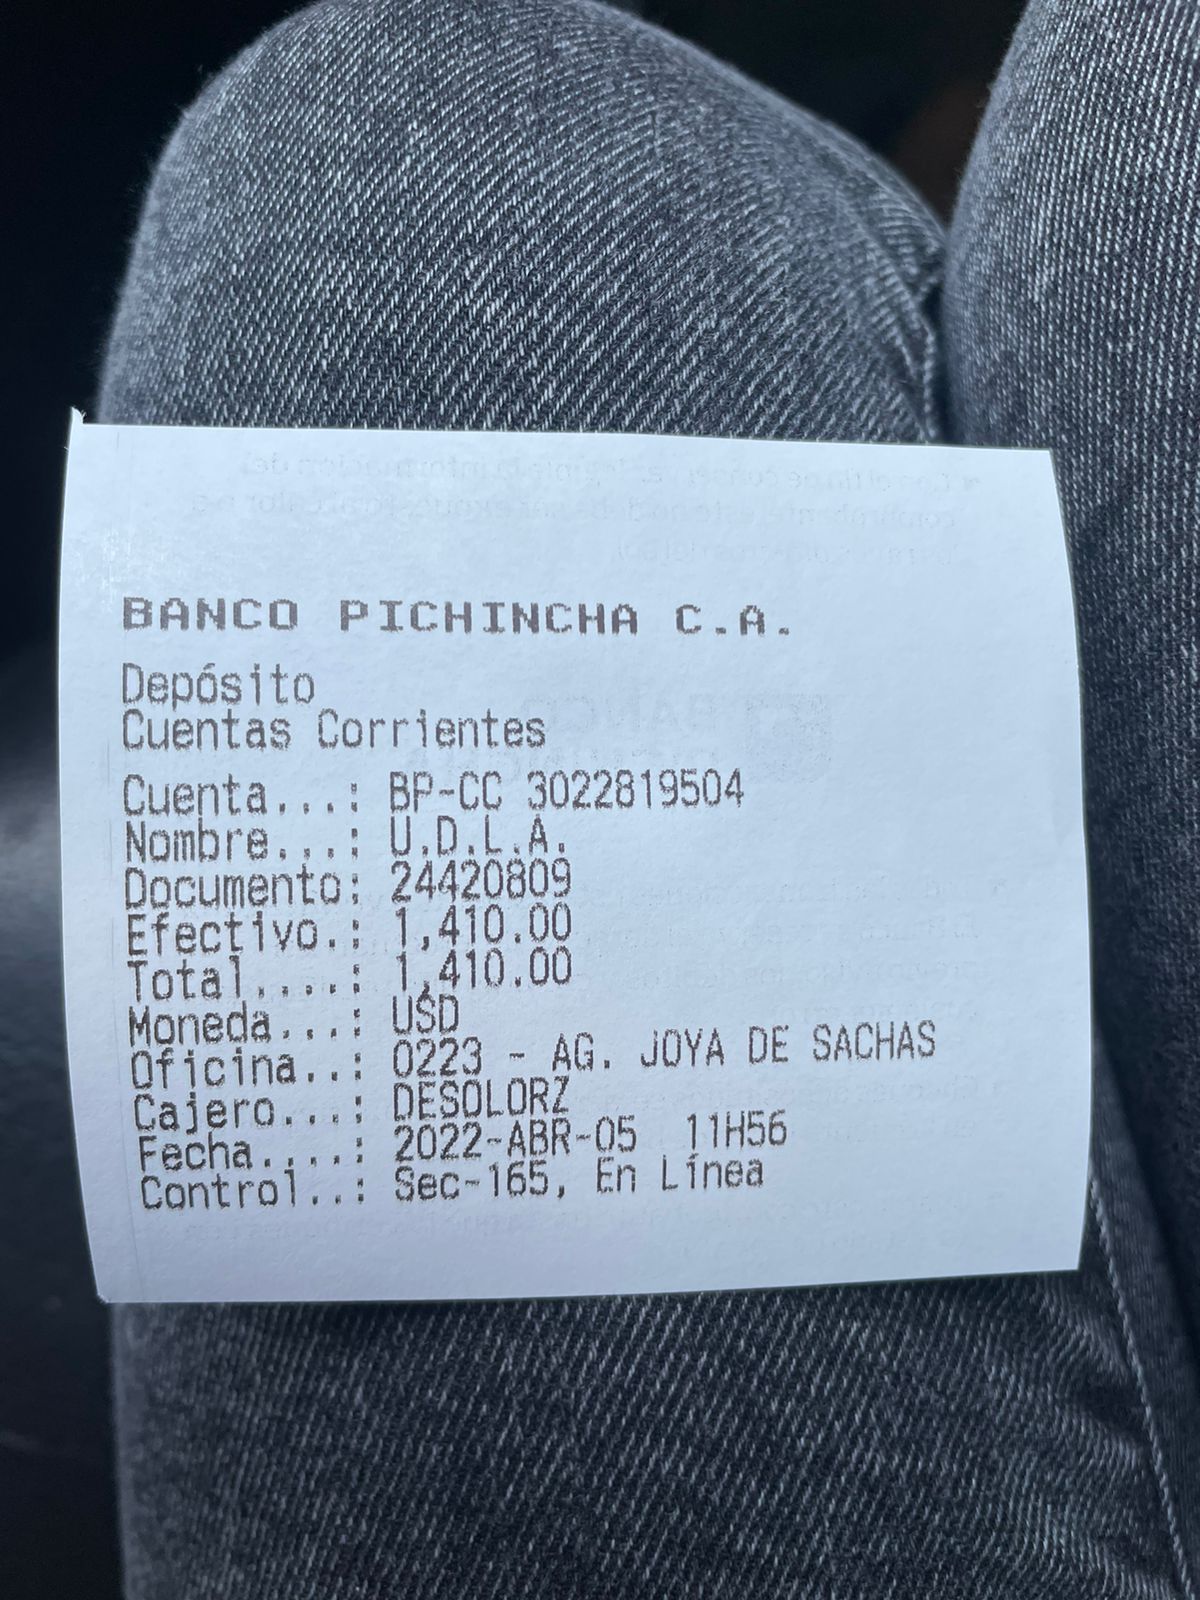 BANCO PICHINCHA C.A.
Depósito
Cuentas Corrientes
Cuenta...: BP-CC 3022819504
Nombre...: U.D.L.A.
Documento: 24420809
Efectivo.: 1,410.00
Total....: 1,410.00
Moneda...: USD
Oficina..: 0223 - AG. JOYA DE SACHAS
Cajero...: DESOLORZ
Fecha....: 2022-ABR-05 11H56
Control..: Sec-165, En Línea